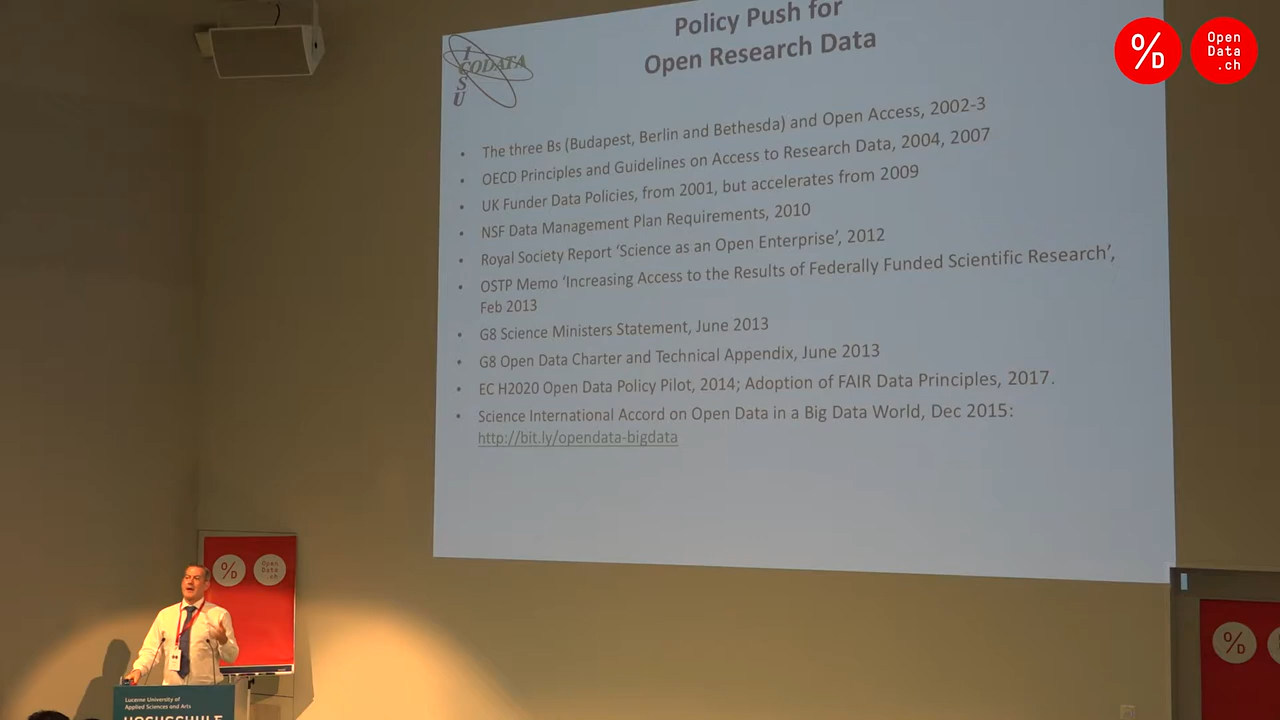 Policy Push for
Open Research Data
I
CODATA
S
U
• The three Bs (Budapest, Berlin and Bethesda) and Open Access, 2002-3
• OECD Principles and Guidelines on Access to Research Data, 2004, 2007
• UK Funder Data Policies, from 2001, but accelerates from 2009
• NSF Data Management Plan Requirements, 2010
• Royal Society Report ‘Science as an Open Enterprise’, 2012
• OSTP Memo ‘Increasing Access to the Results of Federally Funded Scientific Research’,
Feb 2013
• G8 Science Ministers Statement, June 2013
• G8 Open Data Charter and Technical Appendix, June 2013
• EC H2020 Open Data Policy Pilot, 2014; Adoption of FAIR Data Principles, 2017.
• Science International Accord on Open Data in a Big Data World, Dec 2015:
http://bit.ly/opendata-bigdata
%D
Open
Data
.ch
%D
Open
Data
.ch
%D
Lucerne University of
Applied Sciences and Arts
HOCHSCHULE